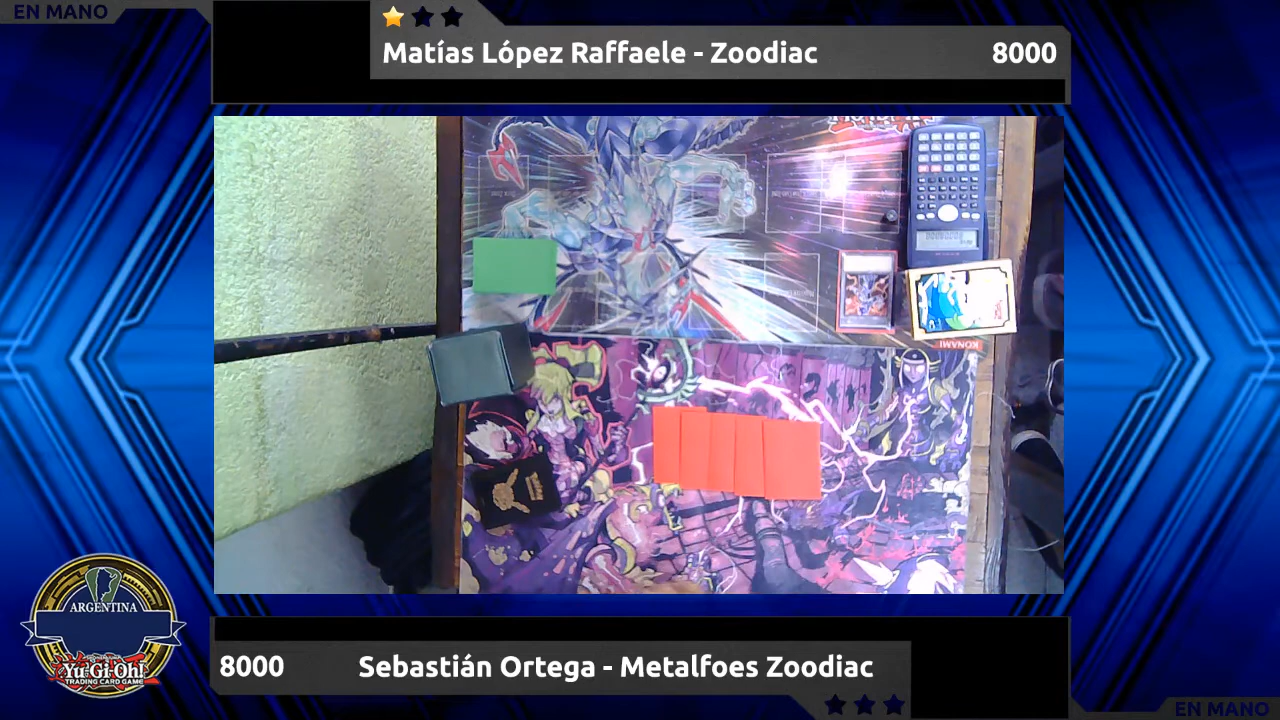 EN MANO
Matías López Raffaele - Zoodiac
8000
KONAMI
ARGENTINA
Yu-Gi-Oh!
TRADING CARD GAME
8000
Sebastián Ortega - Metalfoes Zoodiac
EN MANO